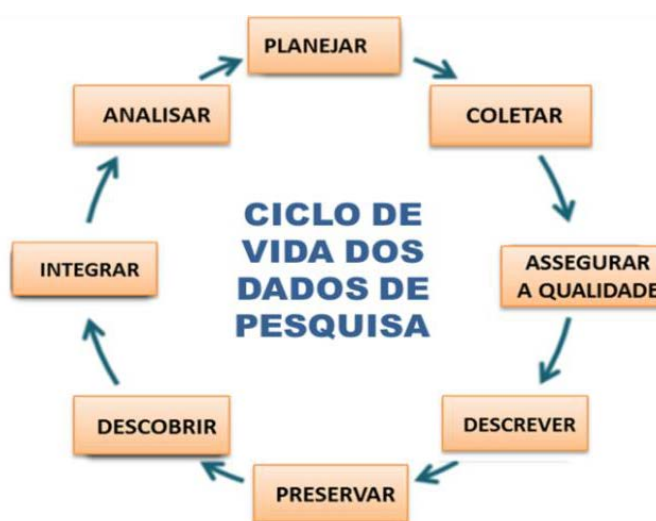 PLANEJAR
COLETAR
ASSEGURAR
A QUALIDADE
DESCREVER
PRESERVAR
DESCOBRIR
INTEGRAR
ANALISAR
CICLO DE
VIDA DOS
DADOS DE
PESQUISA